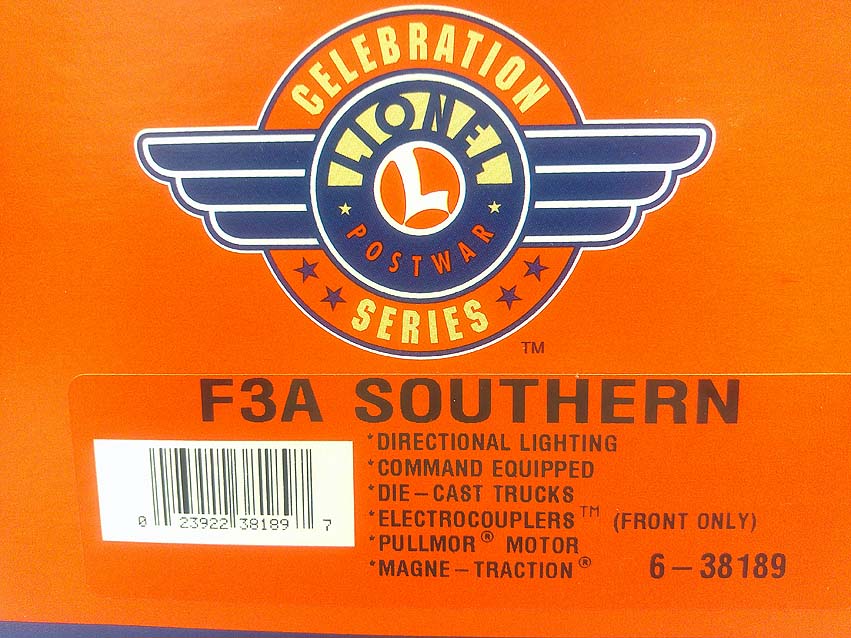 CELEBRATION
LIONEL
L
POSTWAR
SERIES
TM
F3A SOUTHERN
*DIRECTIONAL LIGHTING
*COMMAND EQUIPPED
*DIE-CAST TRUCKS
*ELECTROCOUPLERS™ (FRONT ONLY)
*PULLMOR® MOTOR
*MAGNE-TRACTION®
6-38189
0 23922 38189 7